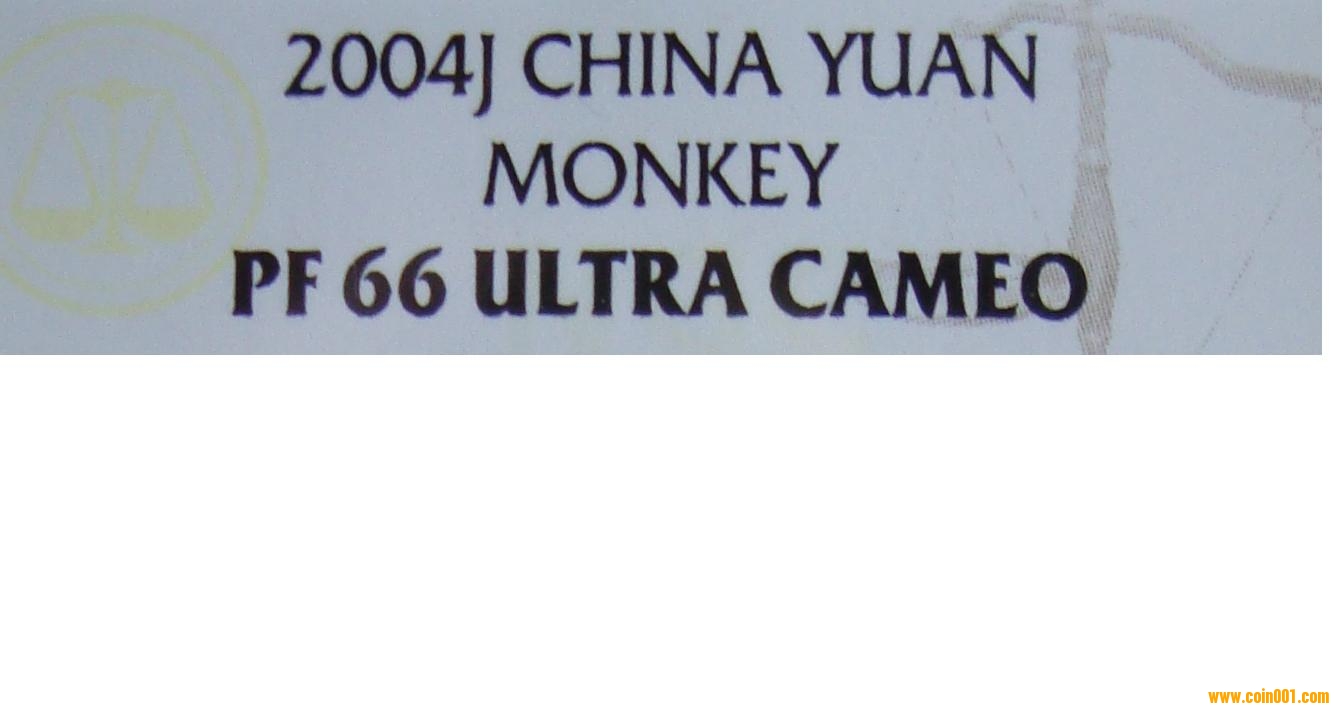 2004J CHINA YUAN
MONKEY
PF 66 ULTRA CAMEO
www.coin001.com